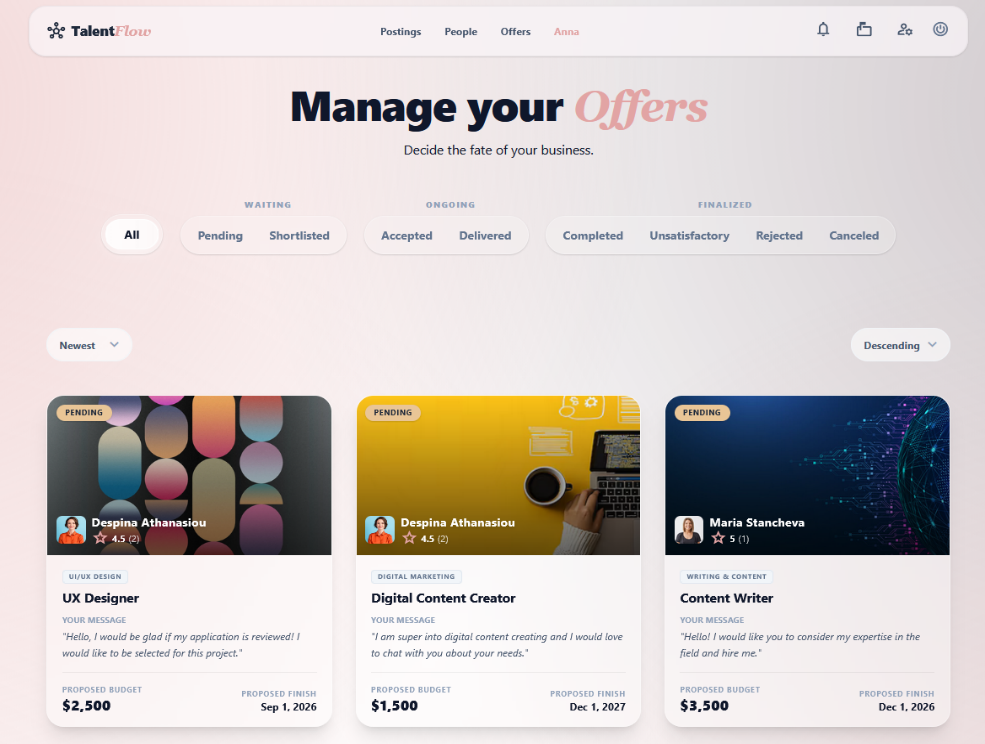 TalentFlow
Postings People Offers Anna
Manage your Offers
Decide the fate of your business.
WAITING ONGOING FINALIZED
All Pending Shortlisted Accepted Delivered Completed Unsatisfactory Rejected Canceled
Newest Descending
PENDING
Despina Athanasiou
4.5 (2)
UI/UX DESIGN
UX Designer
YOUR MESSAGE
"Hello, I would be glad if my application is reviewed! I
would like to be selected for this project."
PROPOSED BUDGET
$2,500
PROPOSED FINISH
Sep 1, 2026
PENDING
Despina Athanasiou
4.5 (2)
DIGITAL MARKETING
Digital Content Creator
YOUR MESSAGE
"I am super into digital content creating and I would love
to chat with you about your needs."
PROPOSED BUDGET
$1,500
PROPOSED FINISH
Dec 1, 2027
PENDING
Maria Stancheva
5 (1)
WRITING & CONTENT
Content Writer
YOUR MESSAGE
"Hello! I would like you to consider my expertise in the
field and hire me."
PROPOSED BUDGET
$3,500
PROPOSED FINISH
Dec 1, 2026